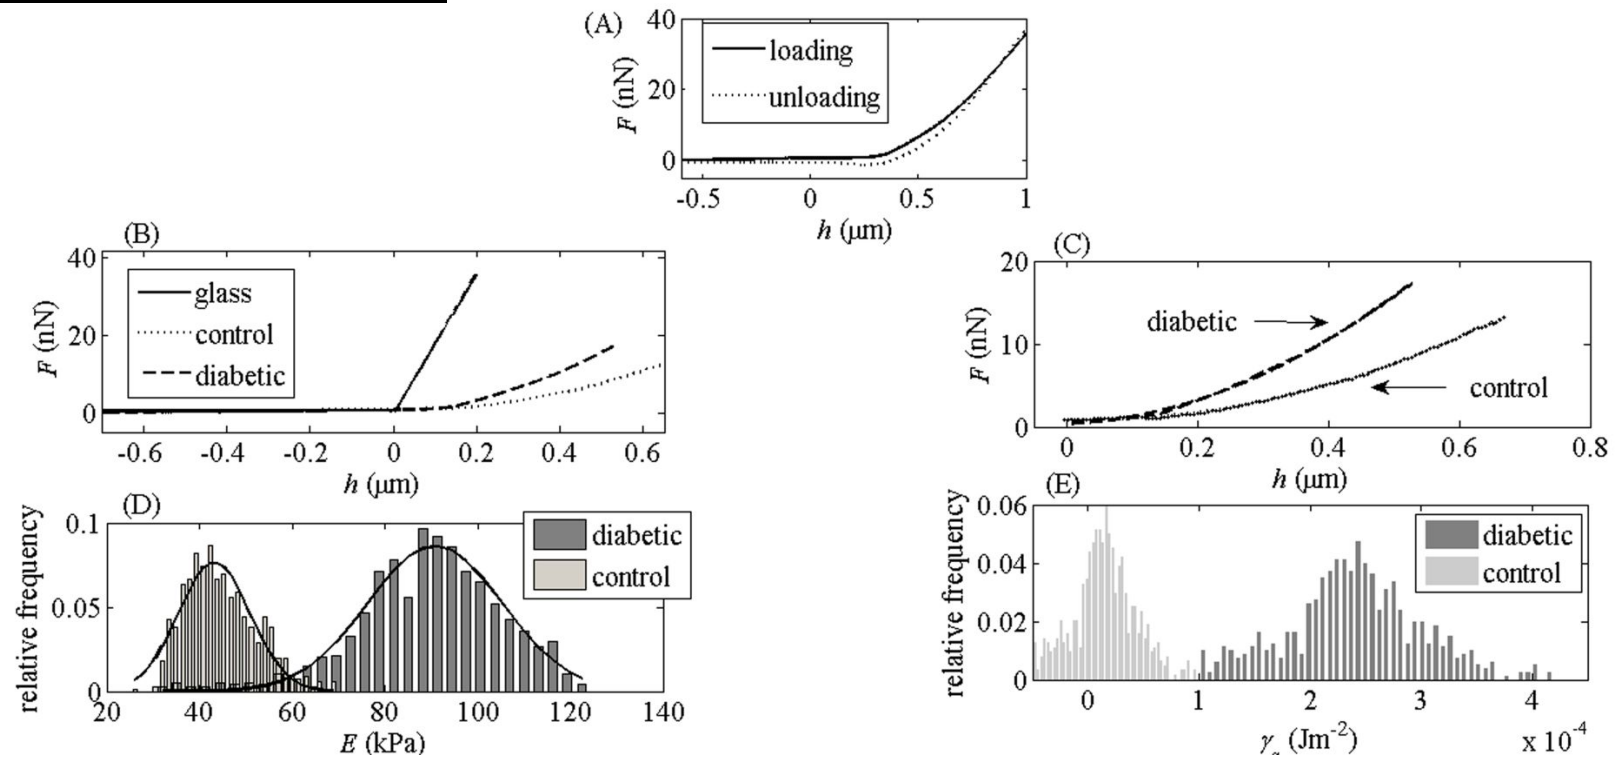 (A)
40
20
0
F (nN)
loading
unloading
-0.5 0 0.5 1
h (μm)
(B)
40
20
0
F (nN)
glass
control
diabetic
-0.6 -0.4 -0.2 0 0.2 0.4 0.6
h (μm)
(C)
20
10
0
F (nN)
diabetic
control
0 0.2 0.4 0.6 0.8
h (μm)
(D)
0.1
0.05
0
relative frequency
diabetic
control
20 40 60 80 100 120 140
E (kPa)
(E)
0.06
0.04
0.02
0
relative frequency
diabetic
control
0 1 2 3 4
x 10⁻⁴
(Jm⁻²)